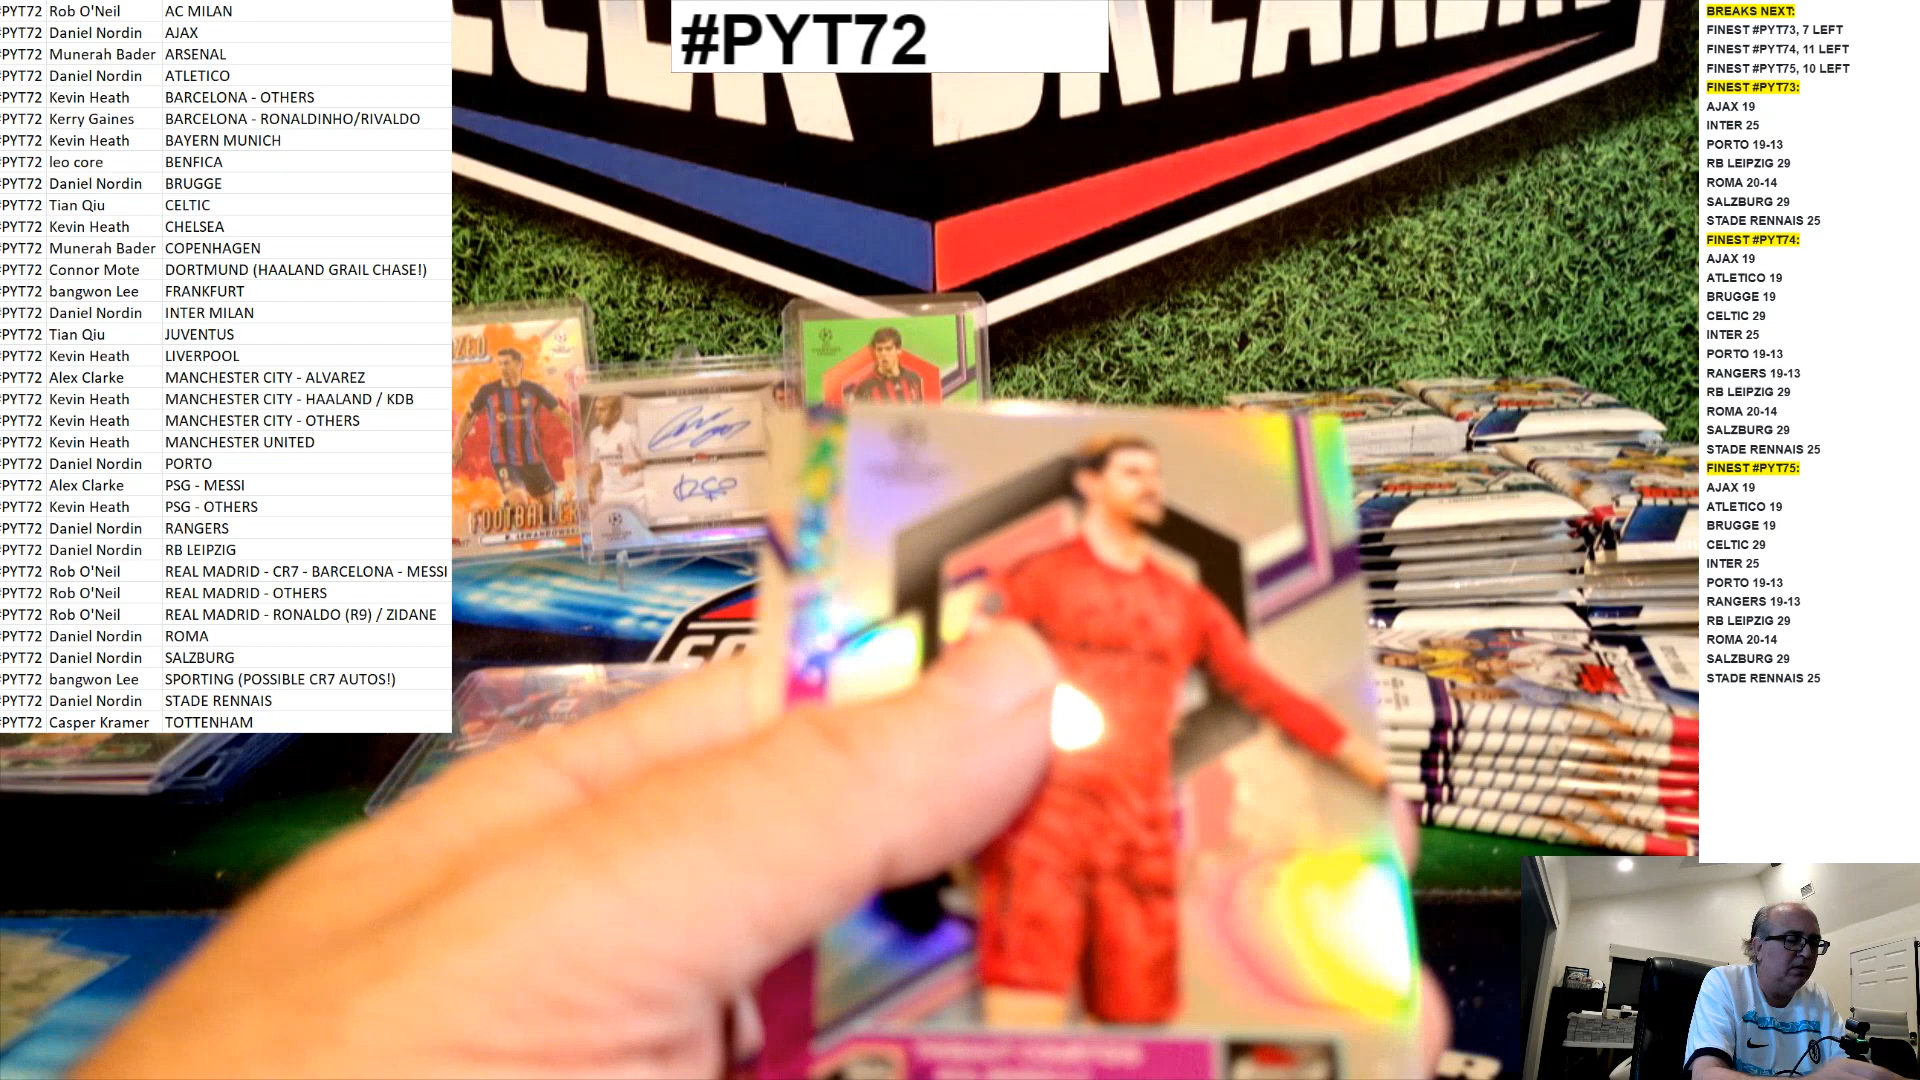 #PYT72 Rob O'Neil AC MILAN
#PYT72 Daniel Nordin AJAX
#PYT72 Munerah Bader ARSENAL
#PYT72 Daniel Nordin ATLETICO
#PYT72 Kevin Heath BARCELONA - OTHERS
#PYT72 Kerry Gaines BARCELONA - RONALDINHO/RIVALDO
#PYT72 Kevin Heath BAYERN MUNICH
#PYT72 leo core BENFICA
#PYT72 Daniel Nordin BRUGGE
#PYT72 Tian Qiu CELTIC
#PYT72 Kevin Heath CHELSEA
#PYT72 Munerah Bader COPENHAGEN
#PYT72 Connor Mote DORTMUND (HAALAND GRAIL CHASE!)
#PYT72 bangwon Lee FRANKFURT
#PYT72 Daniel Nordin INTER MILAN
#PYT72 Tian Qiu JUVENTUS
#PYT72 Kevin Heath LIVERPOOL
#PYT72 Alex Clarke MANCHESTER CITY - ALVAREZ
#PYT72 Kevin Heath MANCHESTER CITY - HAALAND / KDB
#PYT72 Kevin Heath MANCHESTER CITY - OTHERS
#PYT72 Kevin Heath MANCHESTER UNITED
#PYT72 Daniel Nordin PORTO
#PYT72 Alex Clarke PSG - MESSI
#PYT72 Kevin Heath PSG - OTHERS
#PYT72 Daniel Nordin RANGERS
#PYT72 Daniel Nordin RB LEIPZIG
#PYT72 Rob O'Neil REAL MADRID - CR7 - BARCELONA - MESSI
#PYT72 Rob O'Neil REAL MADRID - OTHERS
#PYT72 Rob O'Neil REAL MADRID - RONALDO (R9) / ZIDANE
#PYT72 Daniel Nordin ROMA
#PYT72 Daniel Nordin SALZBURG
#PYT72 bangwon Lee SPORTING (POSSIBLE CR7 AUTOS!)
#PYT72 Daniel Nordin STADE RENNAIS
#PYT72 Casper Kramer TOTTENHAM
#PYT72
BREAKS NEXT:
FINEST #PYT73, 7 LEFT
FINEST #PYT74, 11 LEFT
FINEST #PYT75, 10 LEFT
FINEST #PYT73:
AJAX 19
INTER 25
PORTO 19-13
RB LEIPZIG 29
ROMA 20-14
SALZBURG 29
STADE RENNAIS 25
FINEST #PYT74:
AJAX 19
ATLETICO 19
BRUGGE 19
CELTIC 29
INTER 25
PORTO 19-13
RANGERS 19-13
RB LEIPZIG 29
ROMA 20-14
SALZBURG 29
STADE RENNAIS 25
FINEST #PYT75:
AJAX 19
ATLETICO 19
BRUGGE 19
CELTIC 29
INTER 25
PORTO 19-13
RANGERS 19-13
RB LEIPZIG 29
ROMA 20-14
SALZBURG 29
STADE RENNAIS 25